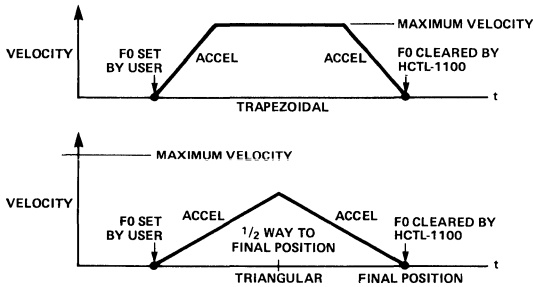 MAXIMUM VELOCITY
VELOCITY
F0 SET
BY USER
ACCEL
ACCEL
F0 CLEARED BY
HCTL-1100
t
TRAPEZOIDAL
MAXIMUM VELOCITY
VELOCITY
F0 SET
BY USER
ACCEL
1/2 WAY TO
FINAL POSITION
ACCEL
F0 CLEARED BY
HCTL-1100
t
TRIANGULAR
FINAL POSITION